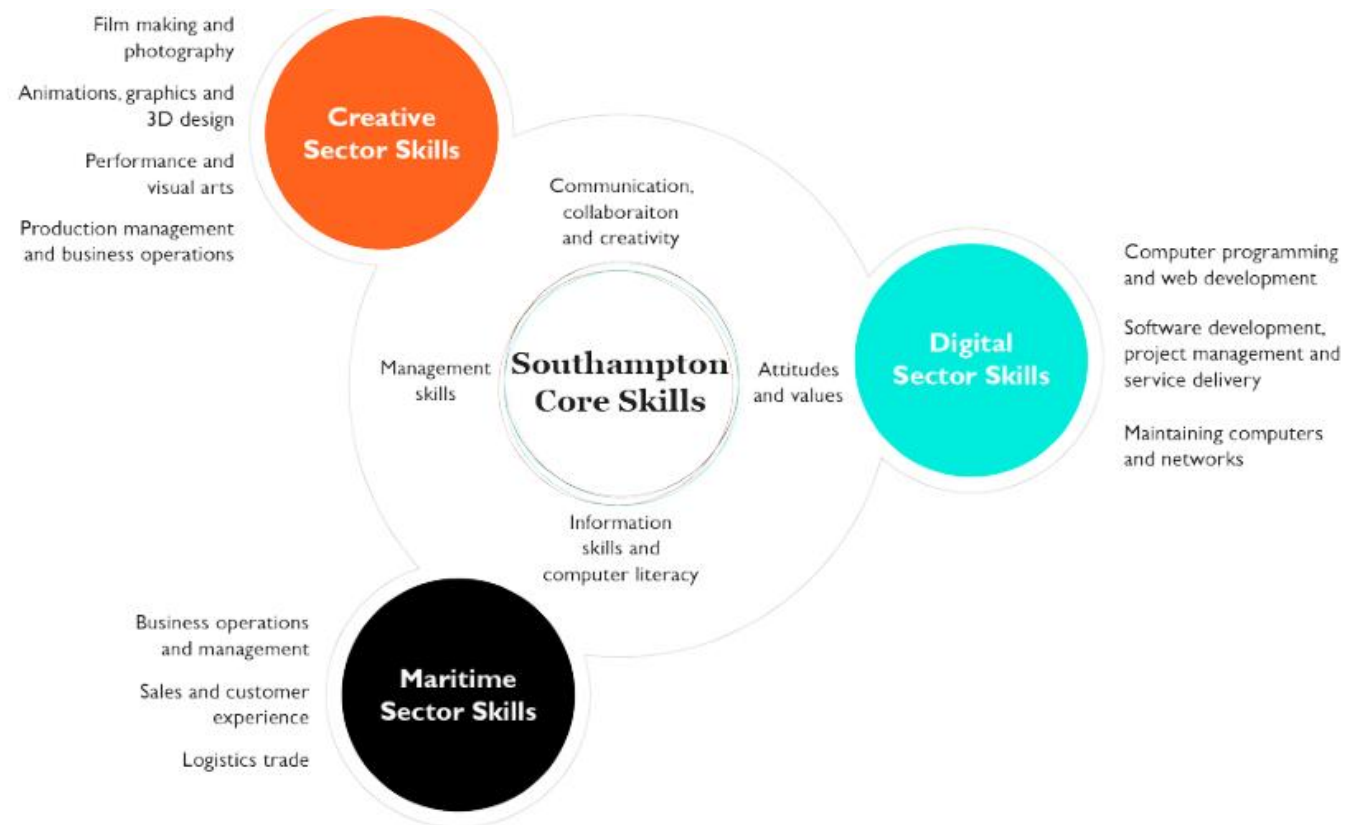 Film making and
photography
Animations, graphics and
3D design
Performance and
visual arts
Production management
and business operations
Creative
Sector Skills
Communication,
collaboraiton
and creativity
Management
skills
Southampton
Core Skills
Attitudes
and values
Information
skills and
computer literacy
Digital
Sector Skills
Computer programming
and web development
Software development,
project management and
service delivery
Maintaining computers
and networks
Business operations
and management
Sales and customer
experience
Logistics trade
Maritime
Sector Skills